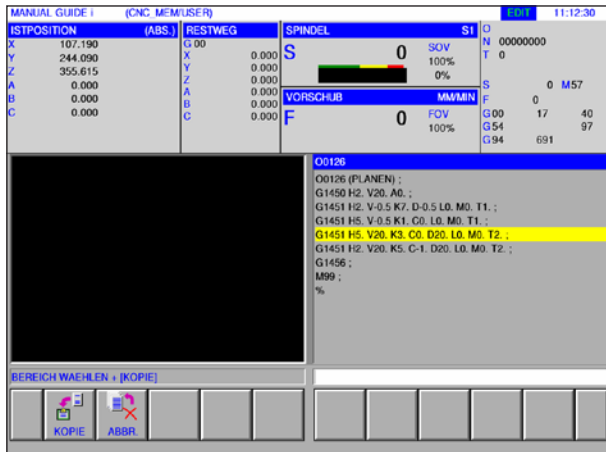 MANUAL GUIDE i (CNC_MEM/USER) EDIT 11:12:30
ISTPOSITION (ABS.)
X 107.190
Y 244.090
Z 355.615
A 0.000
B 0.000
C 0.000
RESTWEG
G 00
X 0.000
Y 0.000
Z 0.000
A 0.000
B 0.000
C 0.000
SPINDEL S1
S 0 SOV
100%
0%
VORSCHUB MM/MIN
F 0 FOV
100%
O
N 00000000
T 0
S 0 M57
F 0
G00 17 40
G54 97
G94 691
O0126
O0126 (PLANEN) ;
G1450 H2. V20. A0. ;
G1451 H2. V-0.5 K7. D-0.5 L0. M0. T1. ;
G1451 H5. V-0.5 K1. C0. L0. M0. T1. ;
G1451 H5. V20. K3. C0. D20. L0. M0. T2. ;
G1451 H2. V20. K5. C-1. D20. L0. M0. T2. ;
G1456 ;
M99 ;
%
BEREICH WAEHLEN + [KOPIE]
KOPIE ABBR.